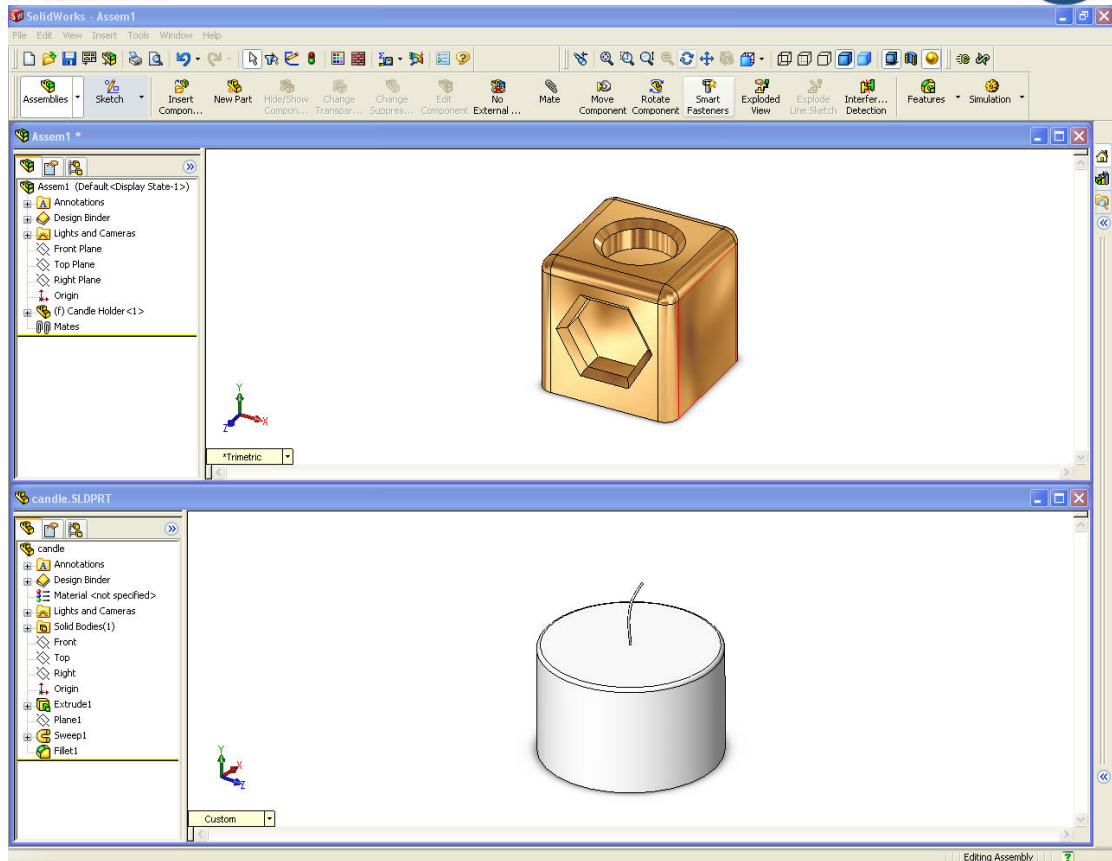 SolidWorks - Assem1
File Edit View Insert Tools Window Help
Assemblies Sketch Insert Compon... New Part Hide/Show Compon... Change Transpar... Change Suppres... Edit Component No External ... Mate Move Component Rotate Component Smart Fasteners Exploded View Explode Line Sketch Interfer... Detection Features Simulation
Assem1 *
Assem1 (Default<Display State-1>)
Annotations
Design Binder
Lights and Cameras
Front Plane
Top Plane
Right Plane
Origin
(f) Candle Holder<1>
Mates
Y
X
Z
*Trimetric
candle.SLDPRT
candle
Annotations
Design Binder
Material <not specified>
Lights and Cameras
Solid Bodies(1)
Front
Top
Right
Origin
Extrude1
Plane1
Sweep1
Fillet1
Y
X
Z
Custom
Editing Assembly